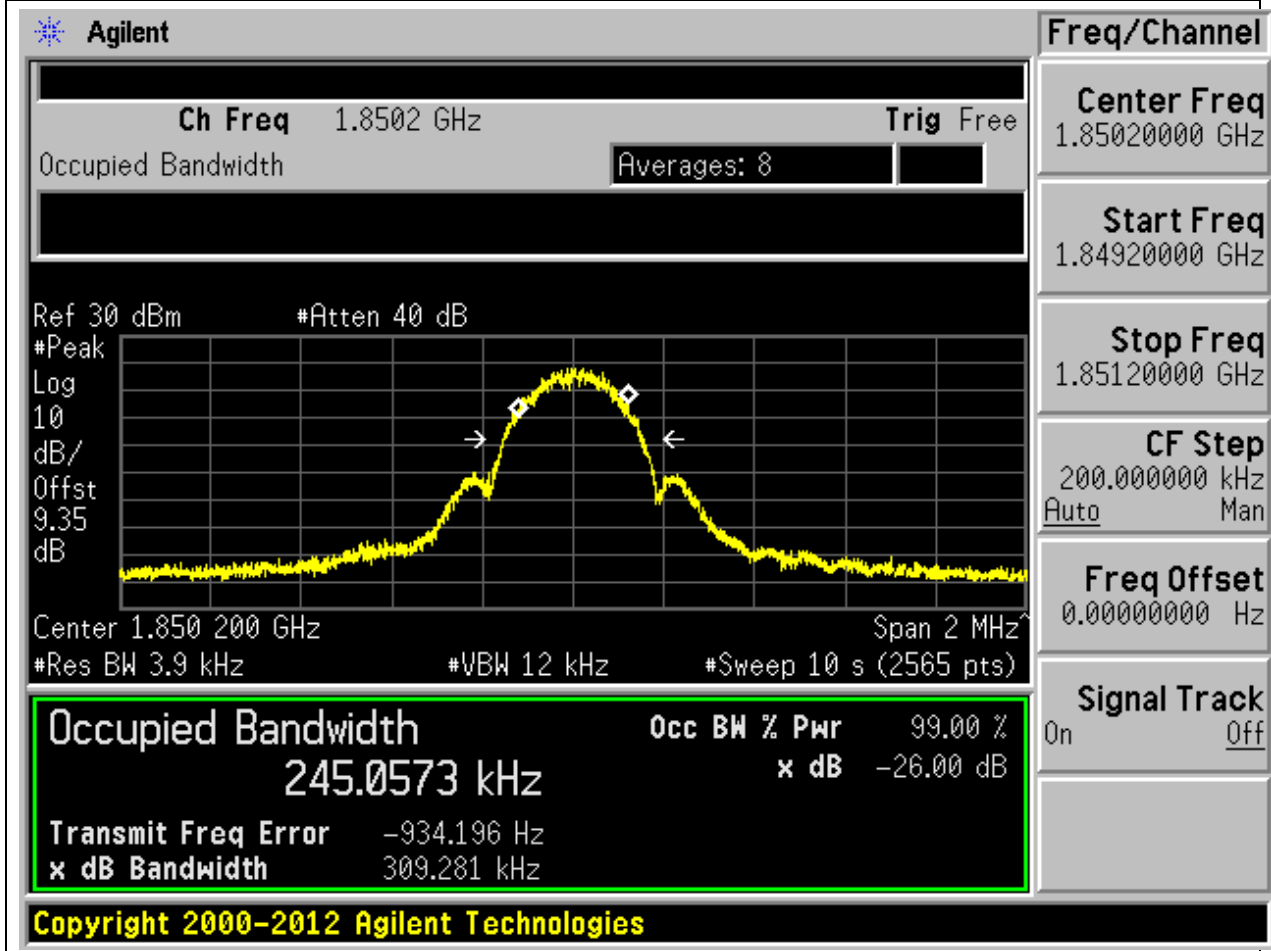 Agilent
Freq/Channel
Ch Freq 1.8502 GHz Trig Free
Occupied Bandwidth Averages: 8
Center Freq
1.85020000 GHz
Start Freq
1.84920000 GHz
Stop Freq
1.85120000 GHz
CF Step
200.000000 kHz
Auto Man
Freq Offset
0.00000000 Hz
Signal Track
On Off
Ref 30 dBm #Atten 40 dB
#Peak
Log
10
dB/
Offst
9.35
dB
Center 1.850 200 GHz Span 2 MHz^
#Res BW 3.9 kHz #VBW 12 kHz #Sweep 10 s (2565 pts)
Occupied Bandwidth Occ BW % Pwr 99.00 %
245.0573 kHz x dB -26.00 dB
Transmit Freq Error -934.196 Hz
x dB Bandwidth 309.281 kHz
Copyright 2000-2012 Agilent Technologies